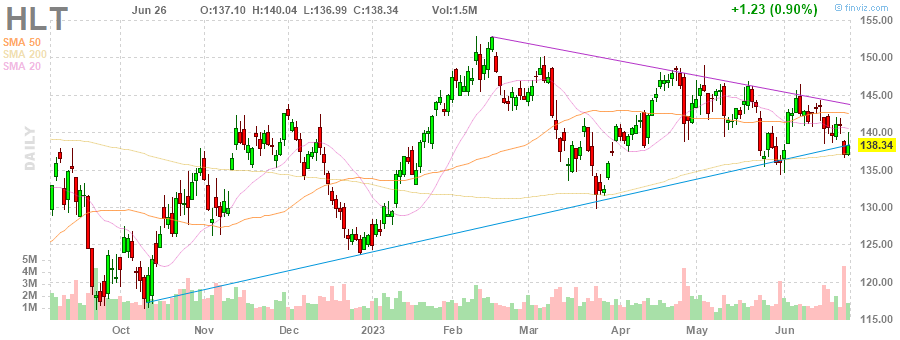 HLT
Jun 26 O:137.10 H:140.04 L:136.99 C:138.34 Vol:1.5M +1.23 (0.90%) © finviz.com
SMA 50
SMA 200
SMA 20
DAILY
155.00
150.00
145.00
140.00
138.34
135.00
130.00
125.00
120.00
115.00
5M
4M
3M
2M
1M
Oct Nov Dec 2023 Feb Mar Apr May Jun